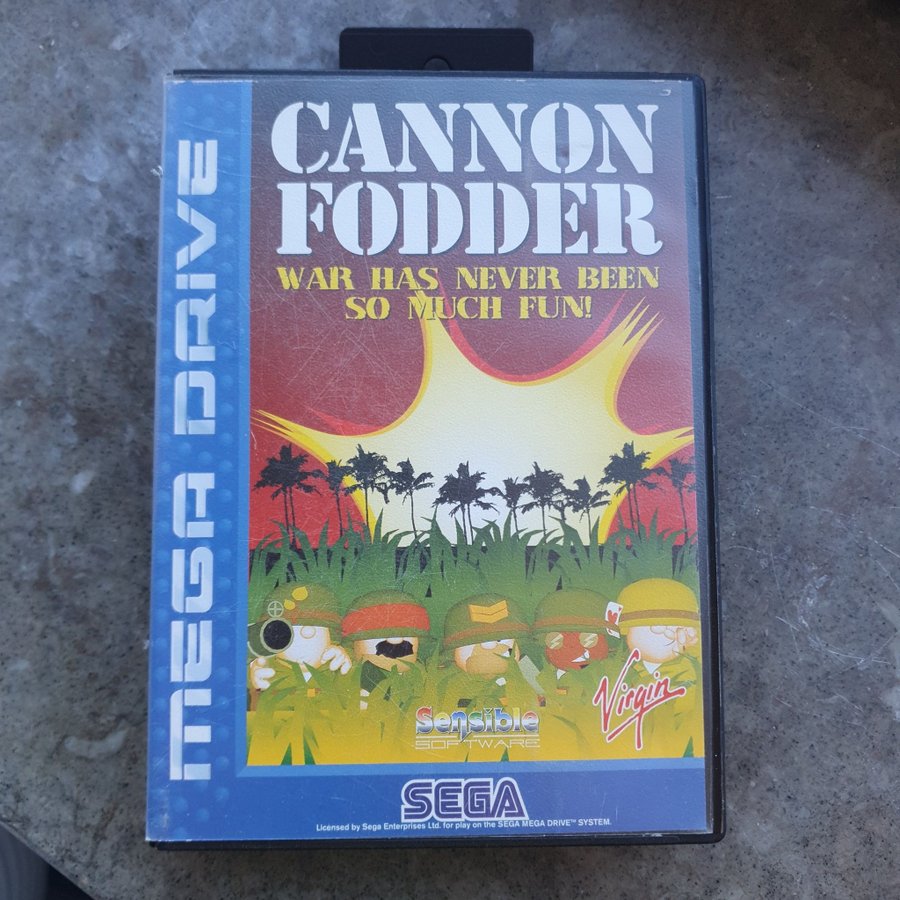 CANNON
FODDER
WAR HAS NEVER BEEN
SO MUCH FUN!
MEGA DRIVE
Sensible
SOFTWARE
Virgin
SEGA
Licensed by Sega Enterprises Ltd. for play on the SEGA MEGA DRIVE™ SYSTEM.